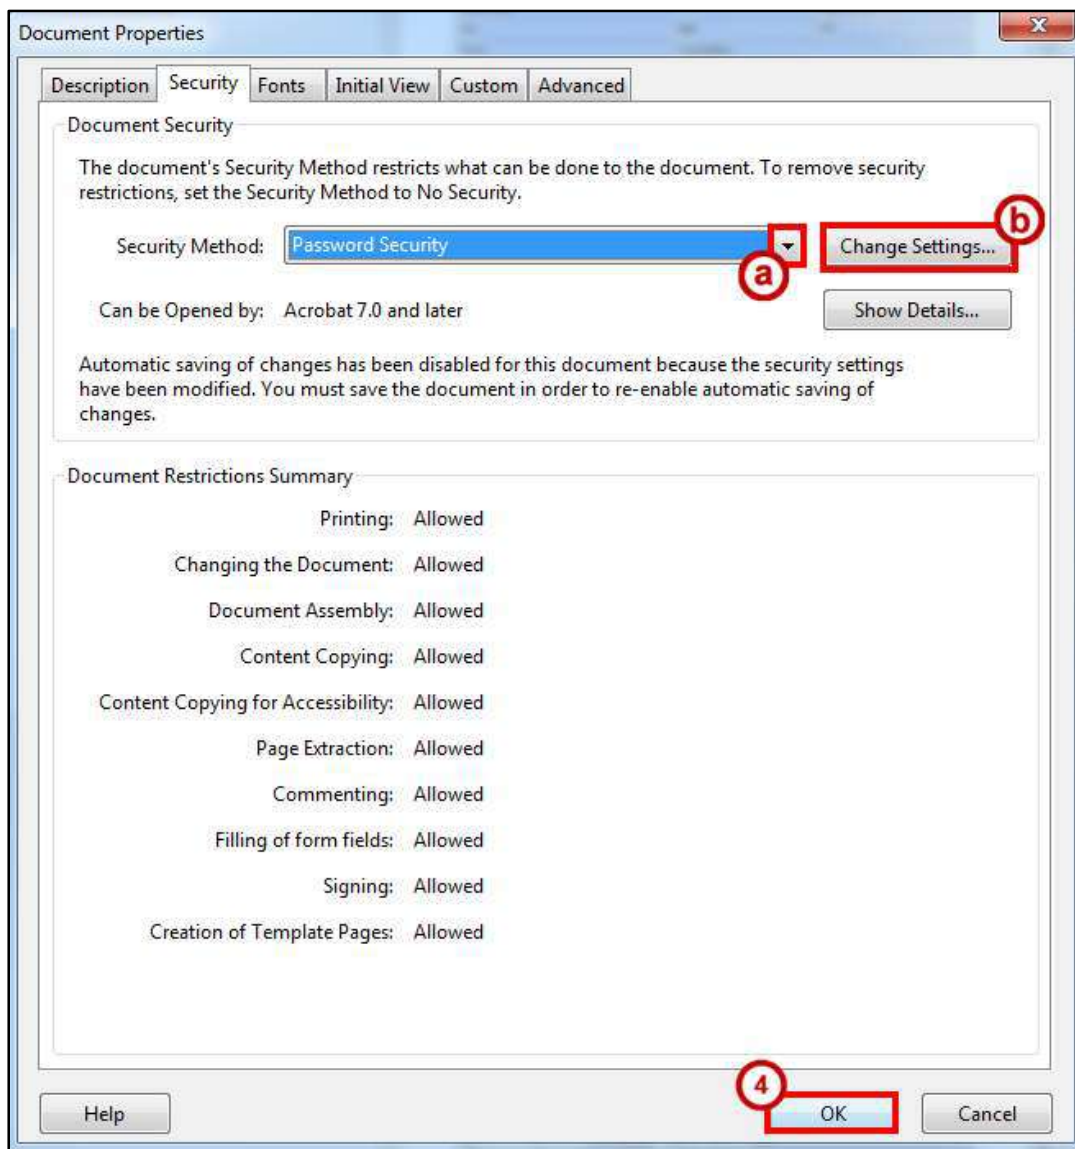 Document Properties
X
Description Security Fonts Initial View Custom Advanced
Document Security
The document's Security Method restricts what can be done to the document. To remove security
restrictions, set the Security Method to No Security.
b
Security Method: Password Security Change Settings...
a
Can be Opened by: Acrobat 7.0 and later Show Details...
Automatic saving of changes has been disabled for this document because the security settings
have been modified. You must save the document in order to re-enable automatic saving of
changes.
Document Restrictions Summary
Printing: Allowed
Changing the Document: Allowed
Document Assembly: Allowed
Content Copying: Allowed
Content Copying for Accessibility: Allowed
Page Extraction: Allowed
Commenting: Allowed
Filling of form fields: Allowed
Signing: Allowed
Creation of Template Pages: Allowed
4
Help OK Cancel